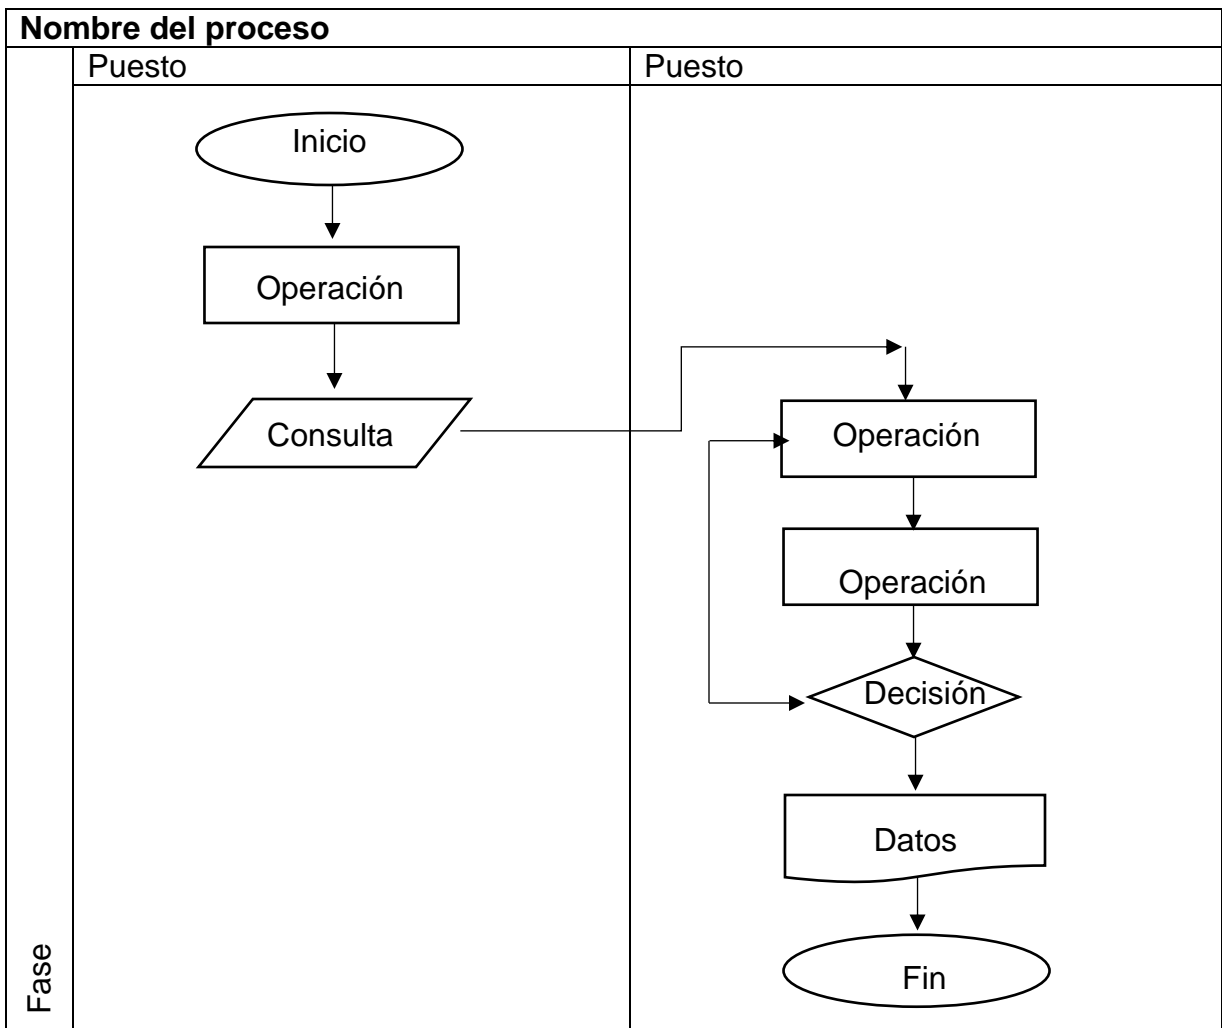 Nombre del proceso
Puesto
Puesto
Inicio
Operación
Consulta
Operación
Operación
Decisión
Datos
Fin
Fase